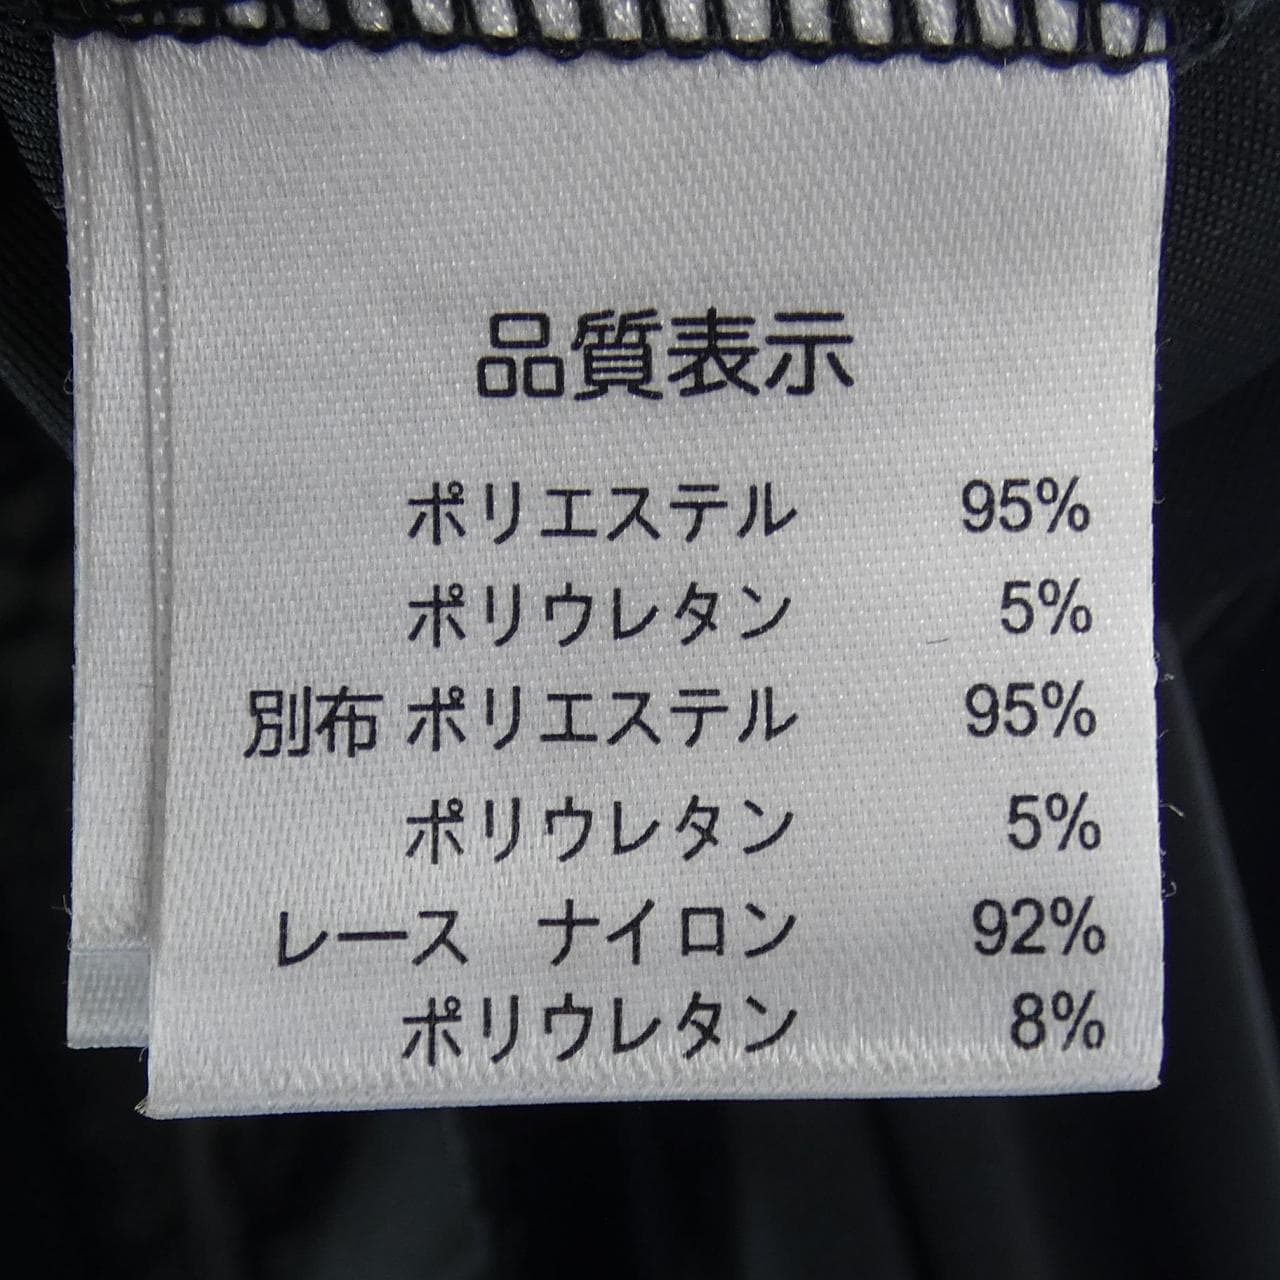 品質表示
ポリエステル 95%
ポリウレタン 5%
別布 ポリエステル 95%
ポリウレタン 5%
レース ナイロン 92%
ポリウレタン 8%